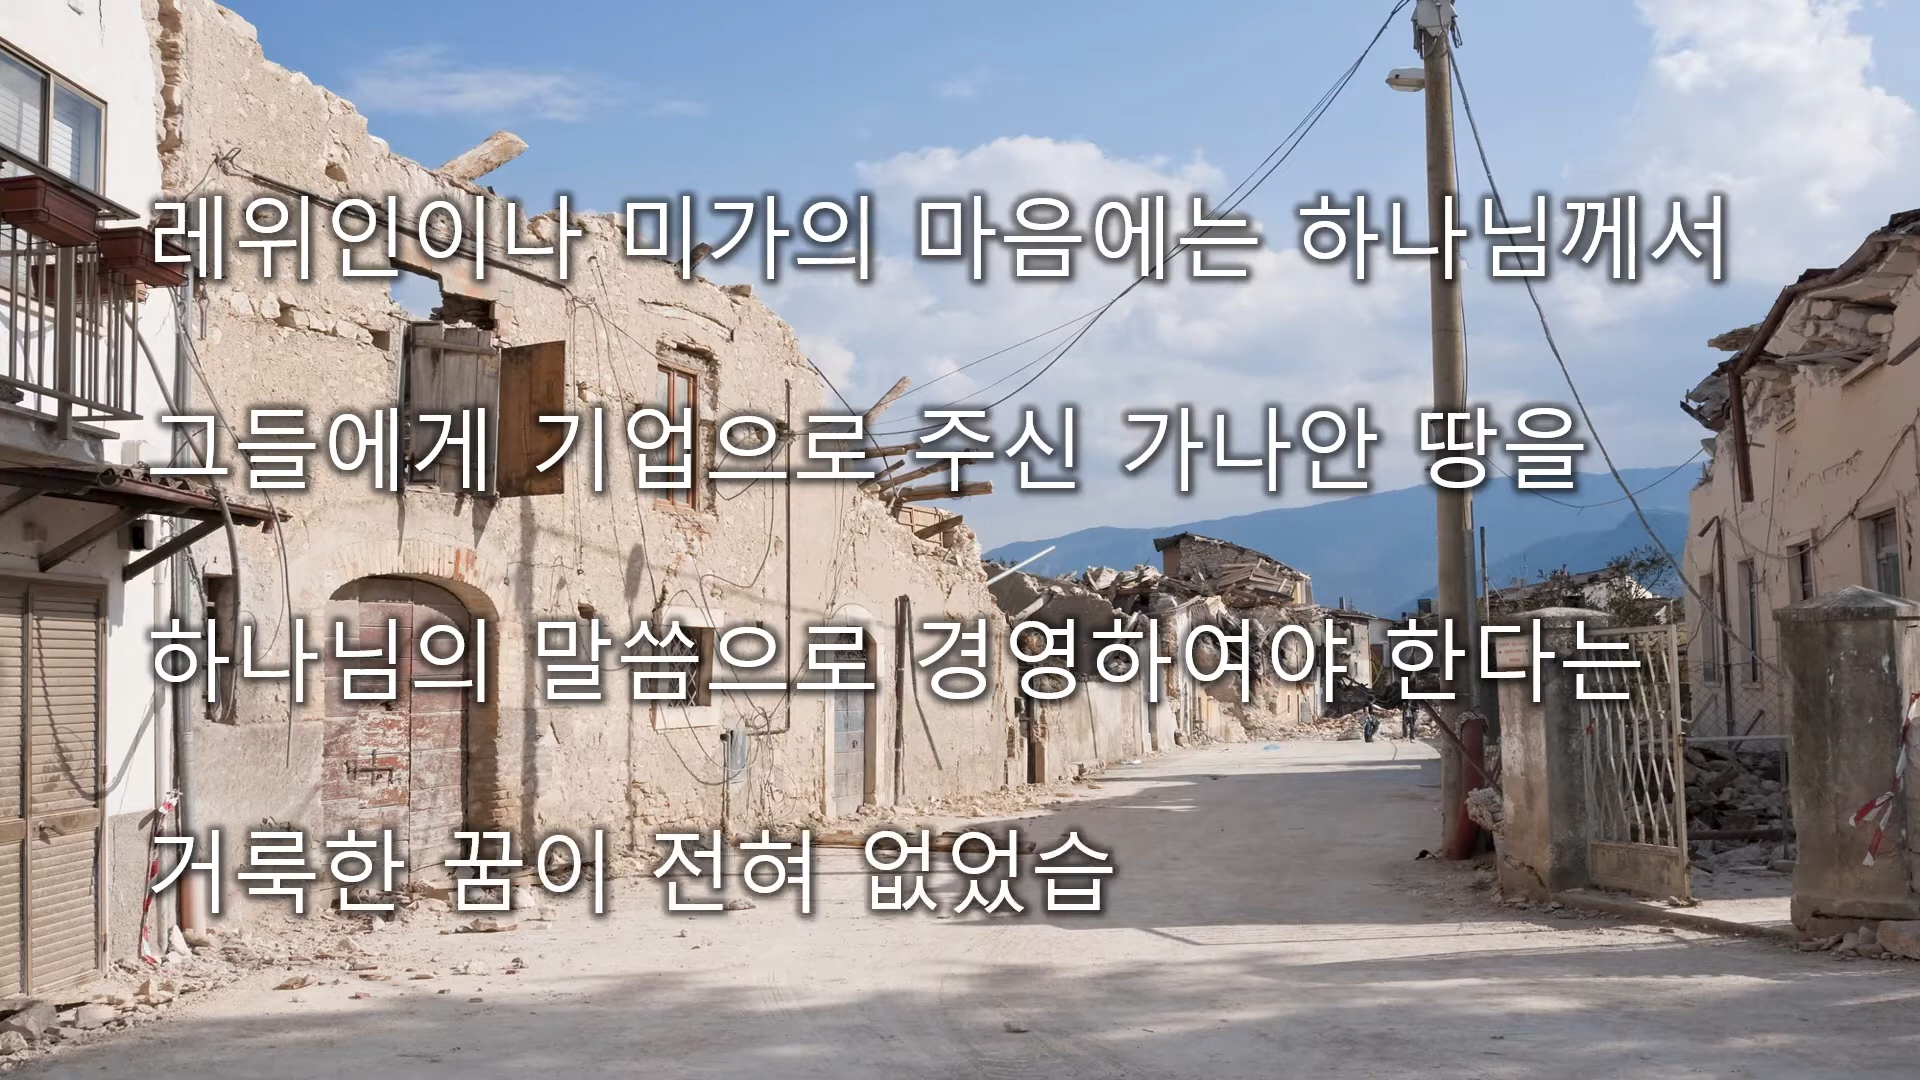 레위인이나 미가의 마음에는 하나님께서
그들에게 기업으로 주신 가나안 땅을
하나님의 말씀으로 경영하여야 한다는
거룩한 꿈이 전혀 없었습